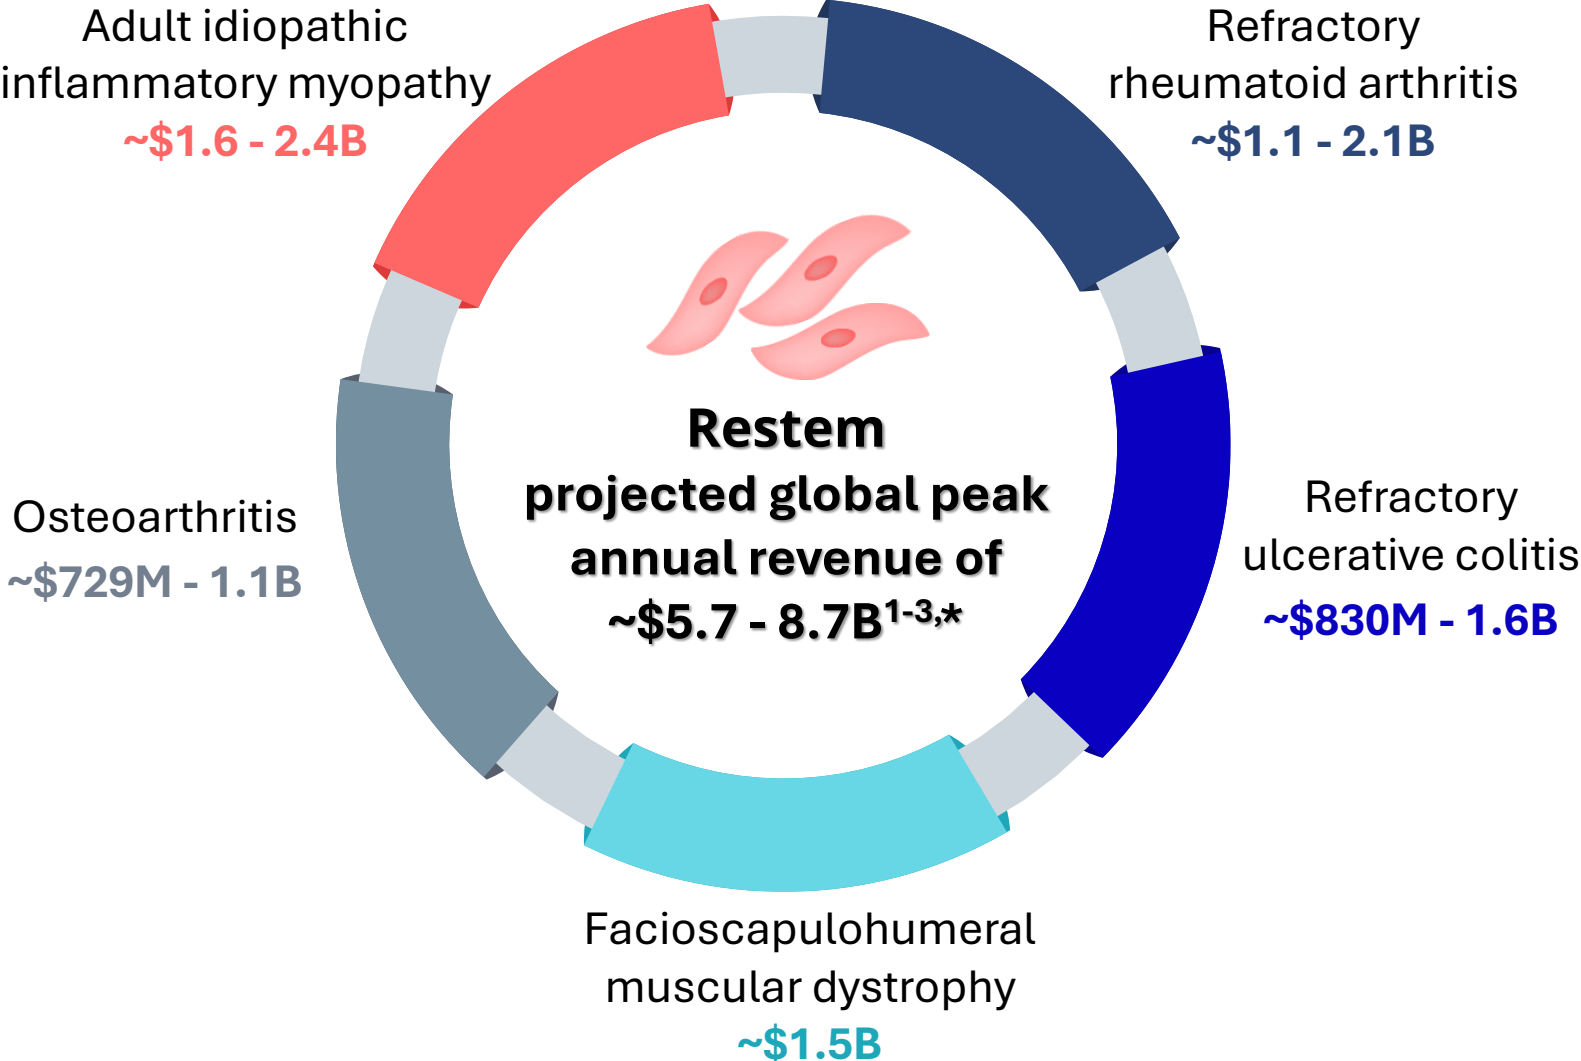 Adult idiopathic
inflammatory myopathy
~$1.6 - 2.4B
Refractory
rheumatoid arthritis
~$1.1 - 2.1B
Restem
projected global peak
annual revenue of
~$5.7 - 8.7B¹⁻³,*
Osteoarthritis
~$729M - 1.1B
Refractory
ulcerative colitis
~$830M - 1.6B
Facioscapulohumeral
muscular dystrophy
~$1.5B